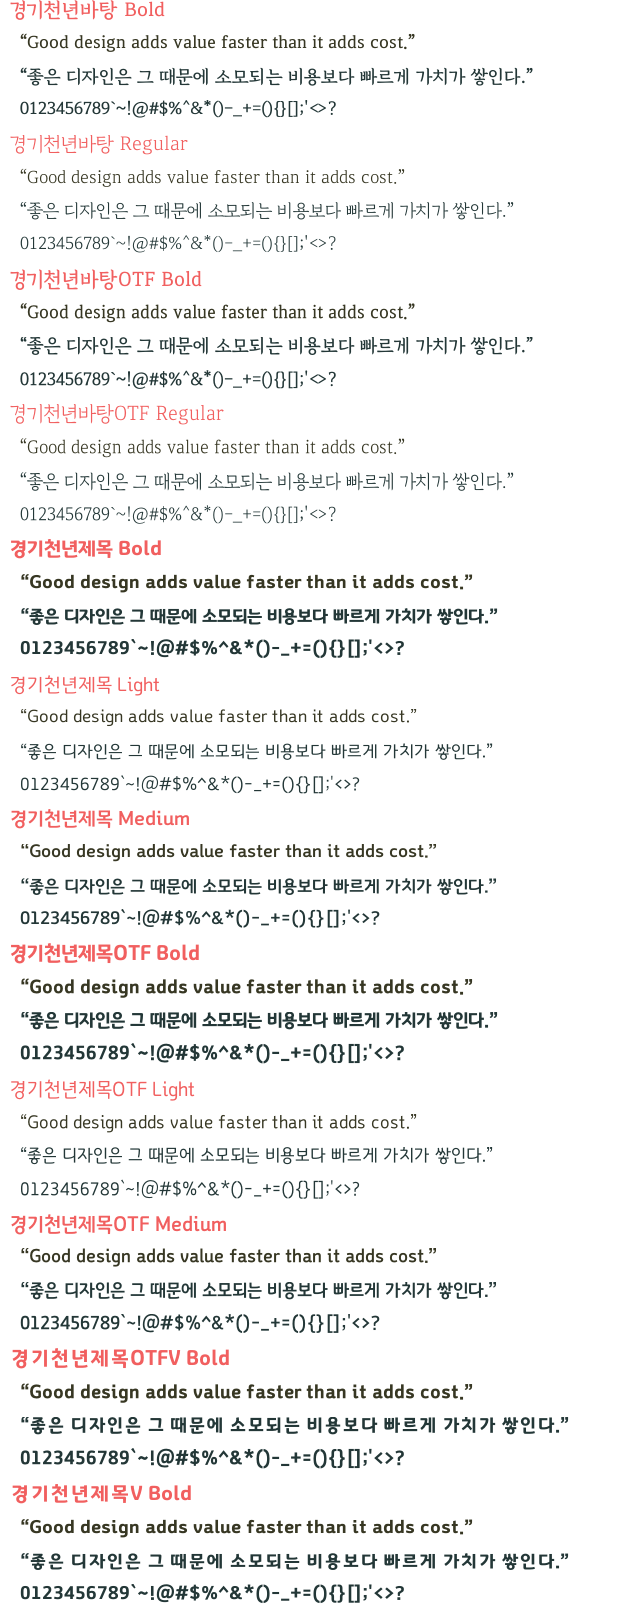 경기천년바탕 Bold
“Good design adds value faster than it adds cost.”
“좋은 디자인은 그 때문에 소모되는 비용보다 빠르게 가치가 쌓인다.”
0123456789`~!@#$%^&*()-_+=(){}[];'<>?
경기천년바탕 Regular
“Good design adds value faster than it adds cost.”
“좋은 디자인은 그 때문에 소모되는 비용보다 빠르게 가치가 쌓인다.”
0123456789`~!@#$%^&*()-_+=(){}[];'<>?
경기천년바탕OTF Bold
“Good design adds value faster than it adds cost.”
“좋은 디자인은 그 때문에 소모되는 비용보다 빠르게 가치가 쌓인다.”
0123456789`~!@#$%^&*()-_+=(){}[];'<>?
경기천년바탕OTF Regular
“Good design adds value faster than it adds cost.”
“좋은 디자인은 그 때문에 소모되는 비용보다 빠르게 가치가 쌓인다.”
0123456789`~!@#$%^&*()-_+=(){}[];'<>?
경기천년제목 Bold
“Good design adds value faster than it adds cost.”
“좋은 디자인은 그 때문에 소모되는 비용보다 빠르게 가치가 쌓인다.”
0123456789`~!@#$%^&*()-_+=(){}[];'<>?
경기천년제목 Light
“Good design adds value faster than it adds cost.”
“좋은 디자인은 그 때문에 소모되는 비용보다 빠르게 가치가 쌓인다.”
0123456789`~!@#$%^&*()-_+=(){}[];'<>?
경기천년제목 Medium
“Good design adds value faster than it adds cost.”
“좋은 디자인은 그 때문에 소모되는 비용보다 빠르게 가치가 쌓인다.”
0123456789`~!@#$%^&*()-_+=(){}[];'<>?
경기천년제목OTF Bold
“Good design adds value faster than it adds cost.”
“좋은 디자인은 그 때문에 소모되는 비용보다 빠르게 가치가 쌓인다.”
0123456789`~!@#$%^&*()-_+=(){}[];'<>?
경기천년제목OTF Light
“Good design adds value faster than it adds cost.”
“좋은 디자인은 그 때문에 소모되는 비용보다 빠르게 가치가 쌓인다.”
0123456789`~!@#$%^&*()-_+=(){}[];'<>?
경기천년제목OTF Medium
“Good design adds value faster than it adds cost.”
“좋은 디자인은 그 때문에 소모되는 비용보다 빠르게 가치가 쌓인다.”
0123456789`~!@#$%^&*()-_+=(){}[];'<>?
경기천년제목OTFV Bold
“Good design adds value faster than it adds cost.”
“좋은 디자인은 그 때문에 소모되는 비용보다 빠르게 가치가 쌓인다.”
0123456789`~!@#$%^&*()-_+=(){}[];'<>?
경기천년제목V Bold
“Good design adds value faster than it adds cost.”
“좋은 디자인은 그 때문에 소모되는 비용보다 빠르게 가치가 쌓인다.”
0123456789`~!@#$%^&*()-_+=(){}[];'<>?